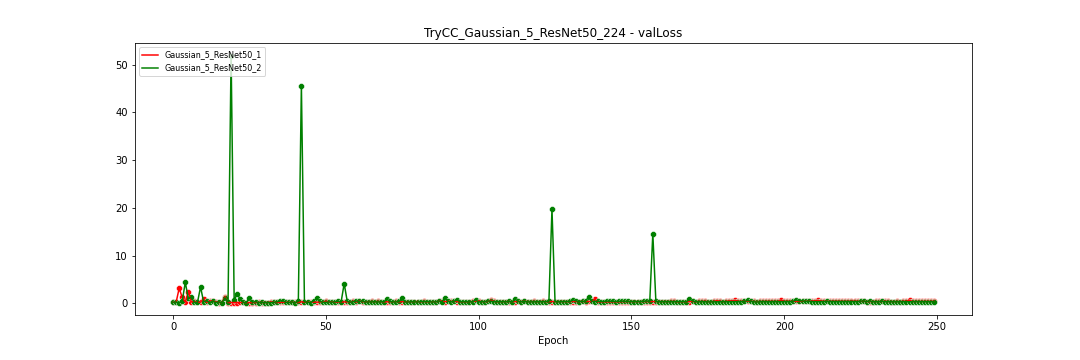 TryCC_Gaussian_5_ResNet50_224 - valLoss
Gaussian_5_ResNet50_1
Gaussian_5_ResNet50_2
50
40
30
20
10
0
0 50 100 150 200 250
Epoch